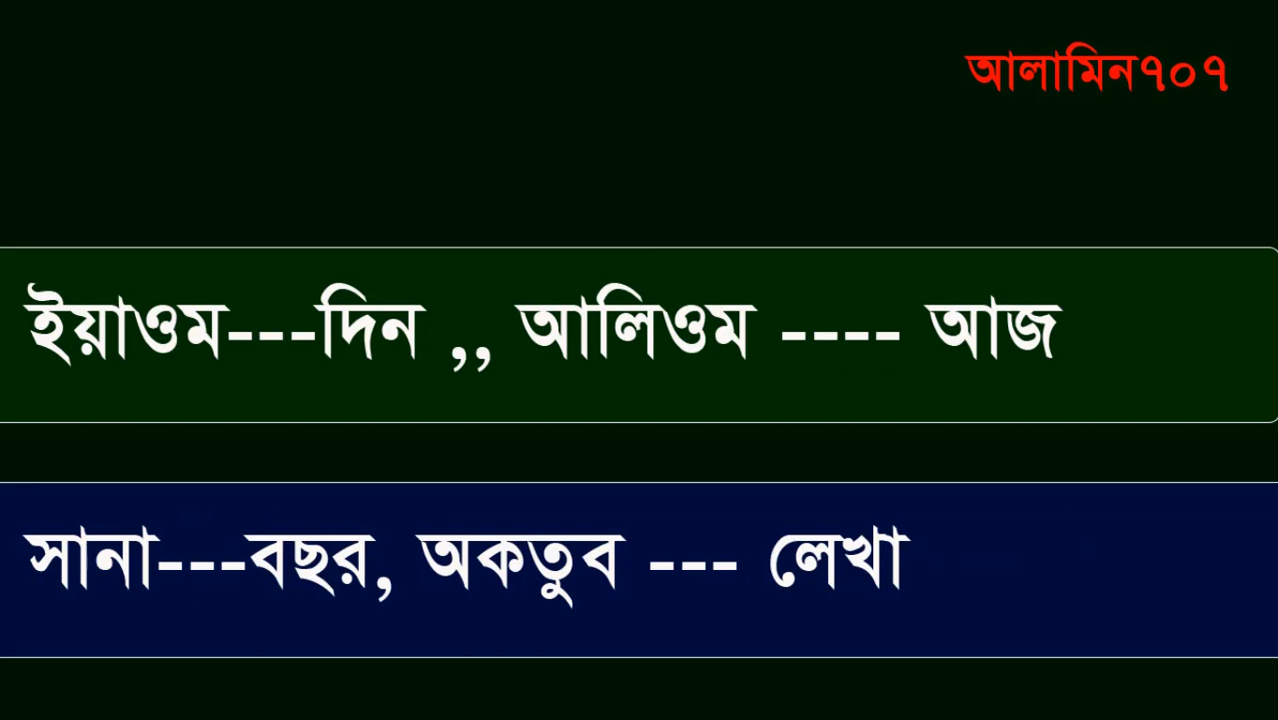 আলামিন৭০৭
ইয়াওম---দিন ,, আলিওম ---- আজ
সানা---বছর, অকতুব --- লেখা